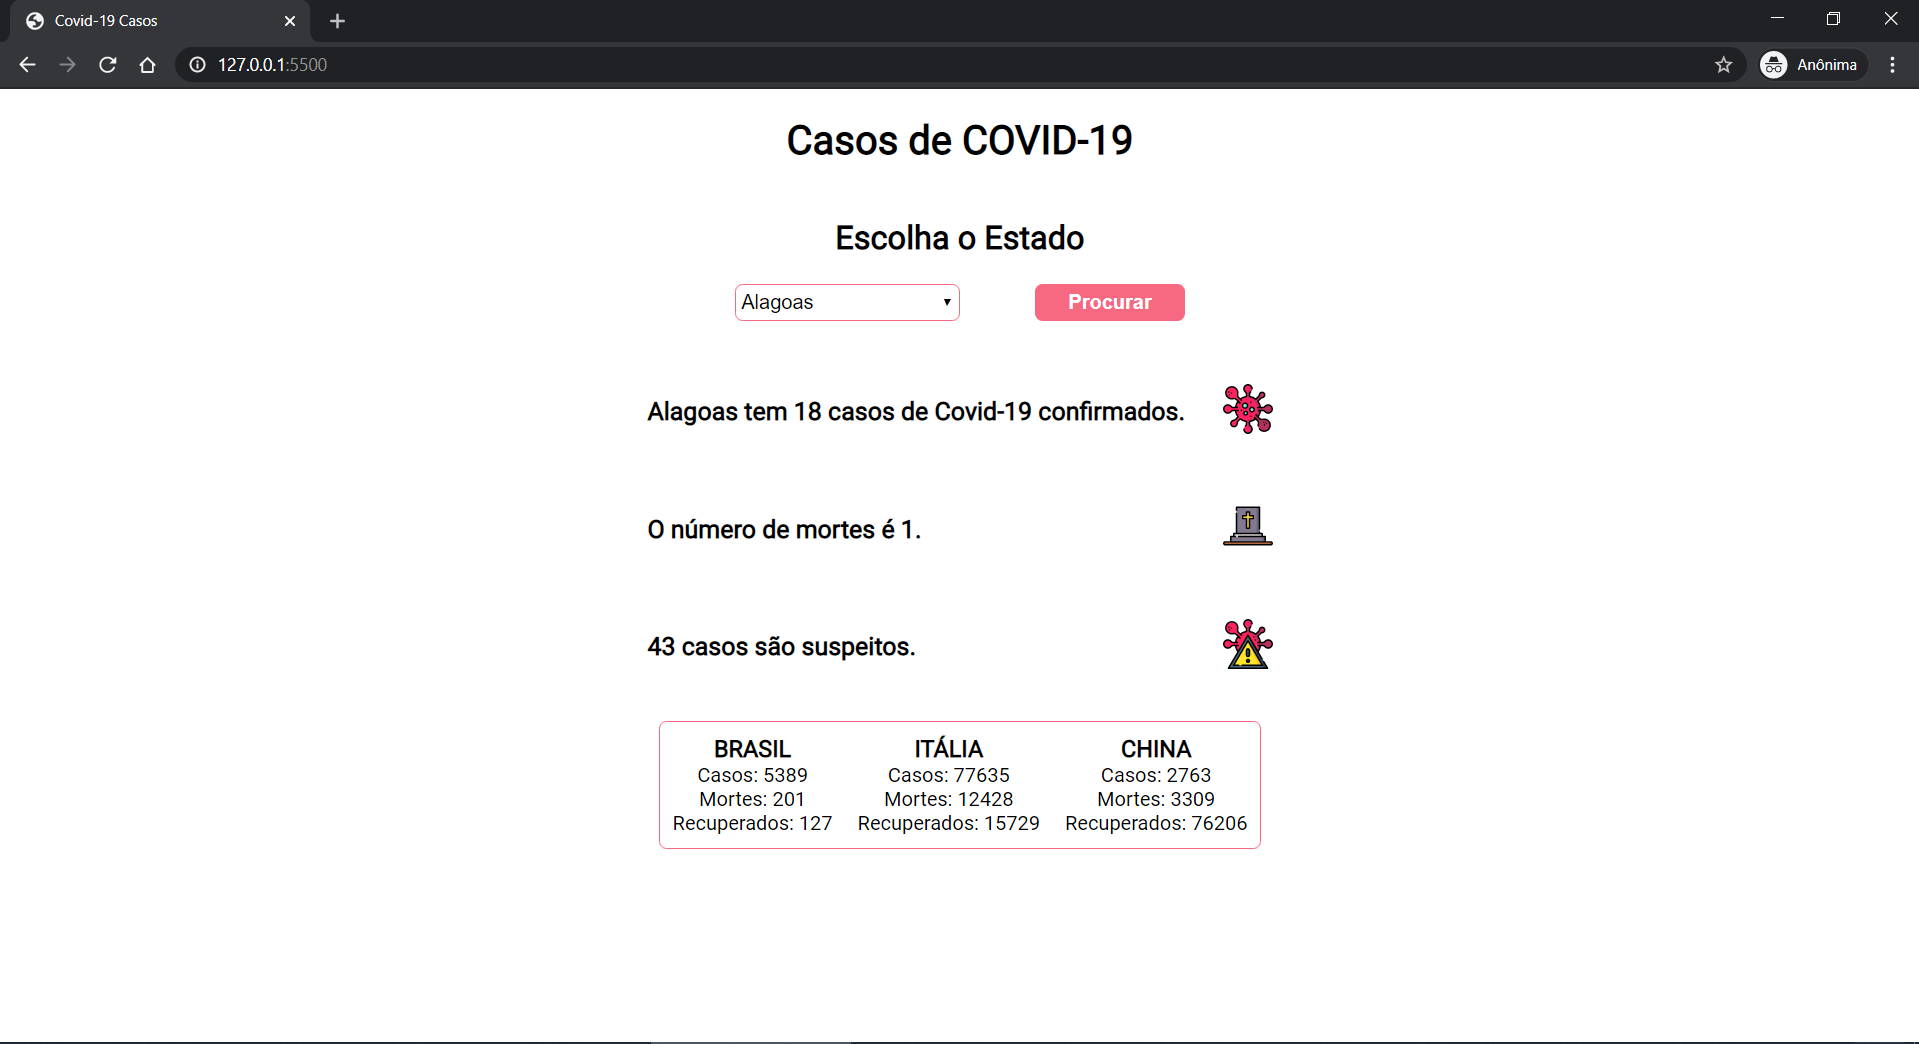 Covid-19 Casos
127.0.0.1:5500
Anônima
Casos de COVID-19
Escolha o Estado
Alagoas
Procurar
Alagoas tem 18 casos de Covid-19 confirmados.
O número de mortes é 1.
43 casos são suspeitos.
BRASIL
Casos: 5389
Mortes: 201
Recuperados: 127
ITÁLIA
Casos: 77635
Mortes: 12428
Recuperados: 15729
CHINA
Casos: 2763
Mortes: 3309
Recuperados: 76206